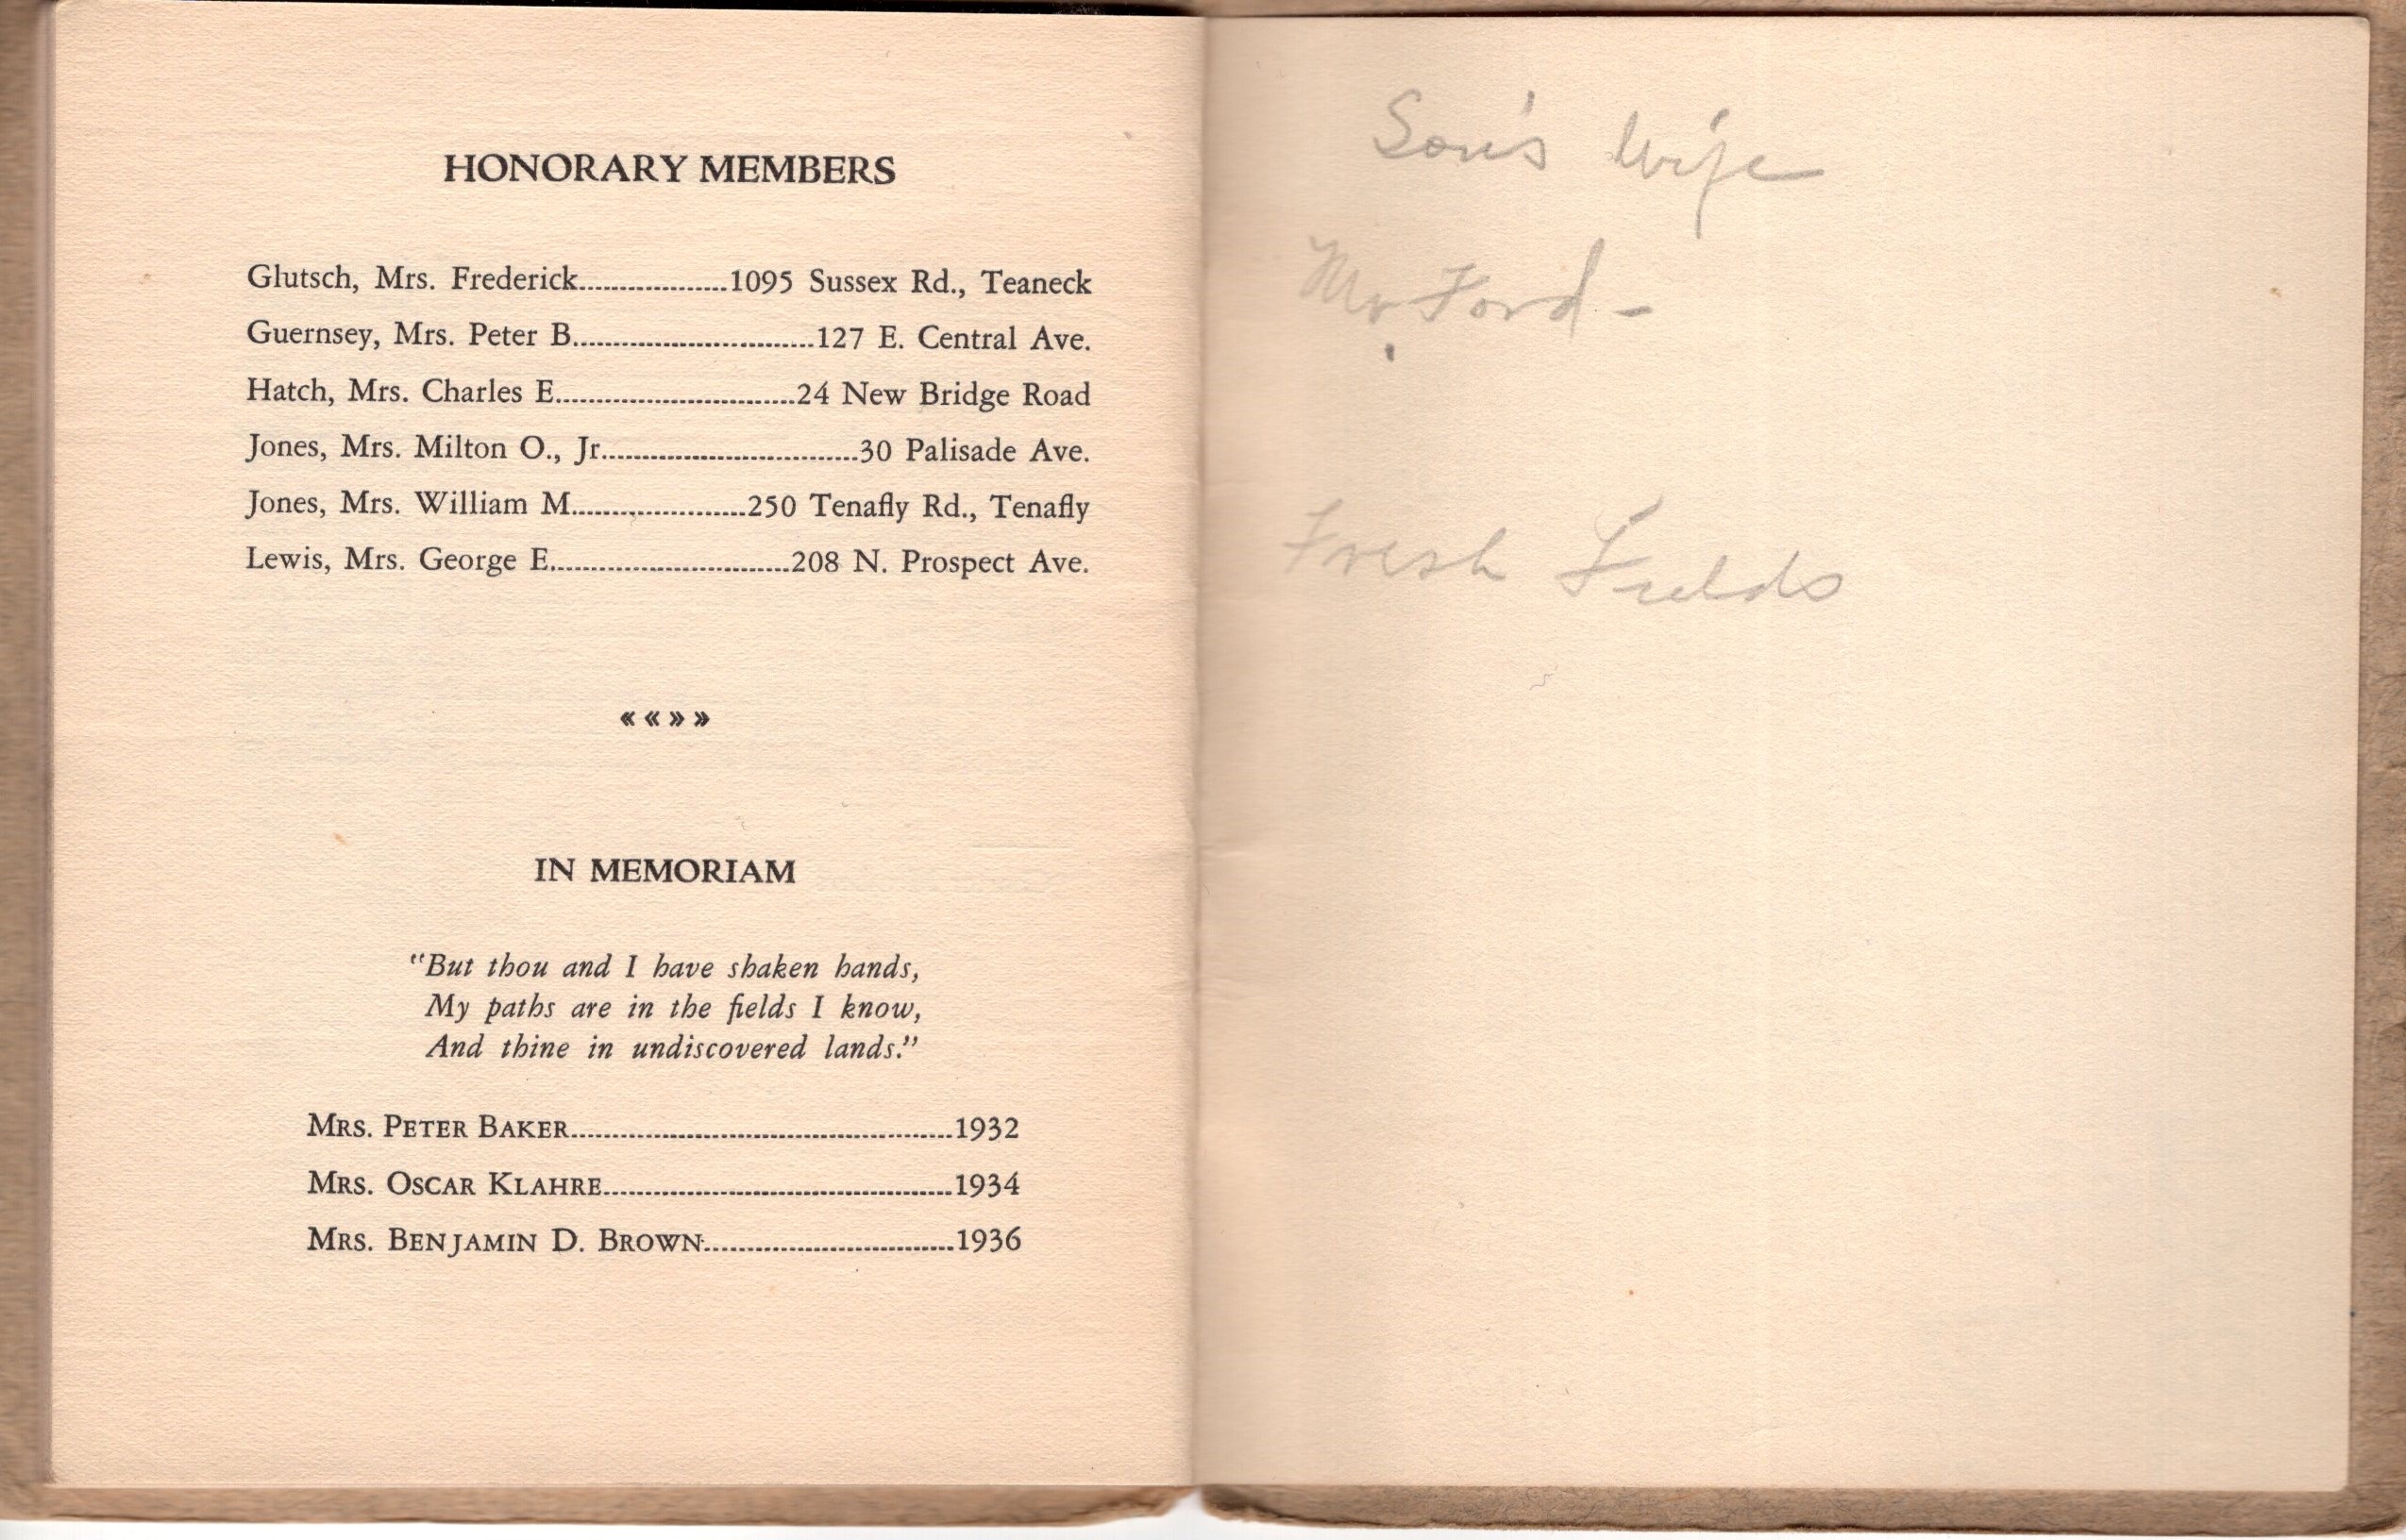 HONORARY MEMBERS
Glutsch, Mrs. Frederick..................1095 Sussex Rd., Teaneck
Guernsey, Mrs. Peter B.............................127 E. Central Ave.
Hatch, Mrs. Charles E.............................24 New Bridge Road
Jones, Mrs. Milton O., Jr...............................30 Palisade Ave.
Jones, Mrs. William M.....................250 Tenafly Rd., Tenafly
Lewis, Mrs. George E.............................208 N. Prospect Ave.
« « » »
IN MEMORIAM
"But thou and I have shaken hands,
My paths are in the fields I know,
And thine in undiscovered lands."
MRS. PETER BAKER..............................................1932
MRS. OSCAR KLAHRE..........................................1934
MRS. BENJAMIN D. BROWN..............................1936
Son's Wife
Mr Ford -
Fresh Fields